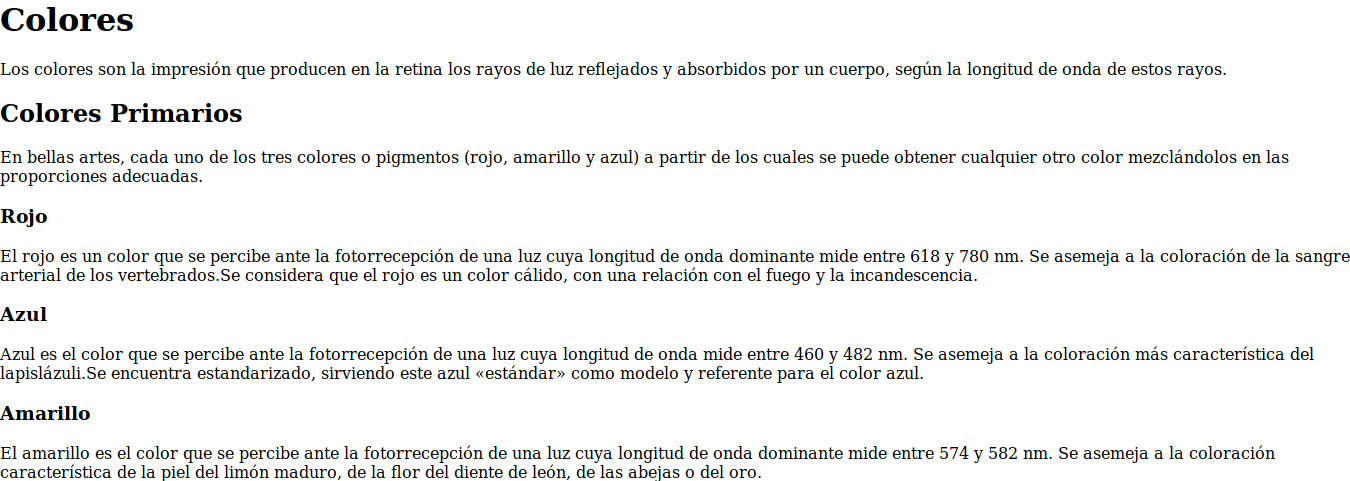 Colores
Los colores son la impresión que producen en la retina los rayos de luz reflejados y absorbidos por un cuerpo, según la longitud de onda de estos rayos.
Colores Primarios
En bellas artes, cada uno de los tres colores o pigmentos (rojo, amarillo y azul) a partir de los cuales se puede obtener cualquier otro color mezclándolos en las
proporciones adecuadas.
Rojo
El rojo es un color que se percibe ante la fotorrecepción de una luz cuya longitud de onda dominante mide entre 618 y 780 nm. Se asemeja a la coloración de la sangre
arterial de los vertebrados.Se considera que el rojo es un color cálido, con una relación con el fuego y la incandescencia.
Azul
Azul es el color que se percibe ante la fotorrecepción de una luz cuya longitud de onda mide entre 460 y 482 nm. Se asemeja a la coloración más característica del
lapislázuli.Se encuentra estandarizado, sirviendo este azul «estándar» como modelo y referente para el color azul.
Amarillo
El amarillo es el color que se percibe ante la fotorrecepción de una luz cuya longitud de onda dominante mide entre 574 y 582 nm. Se asemeja a la coloración
característica de la piel del limón maduro, de la flor del diente de león, de las abejas o del oro.